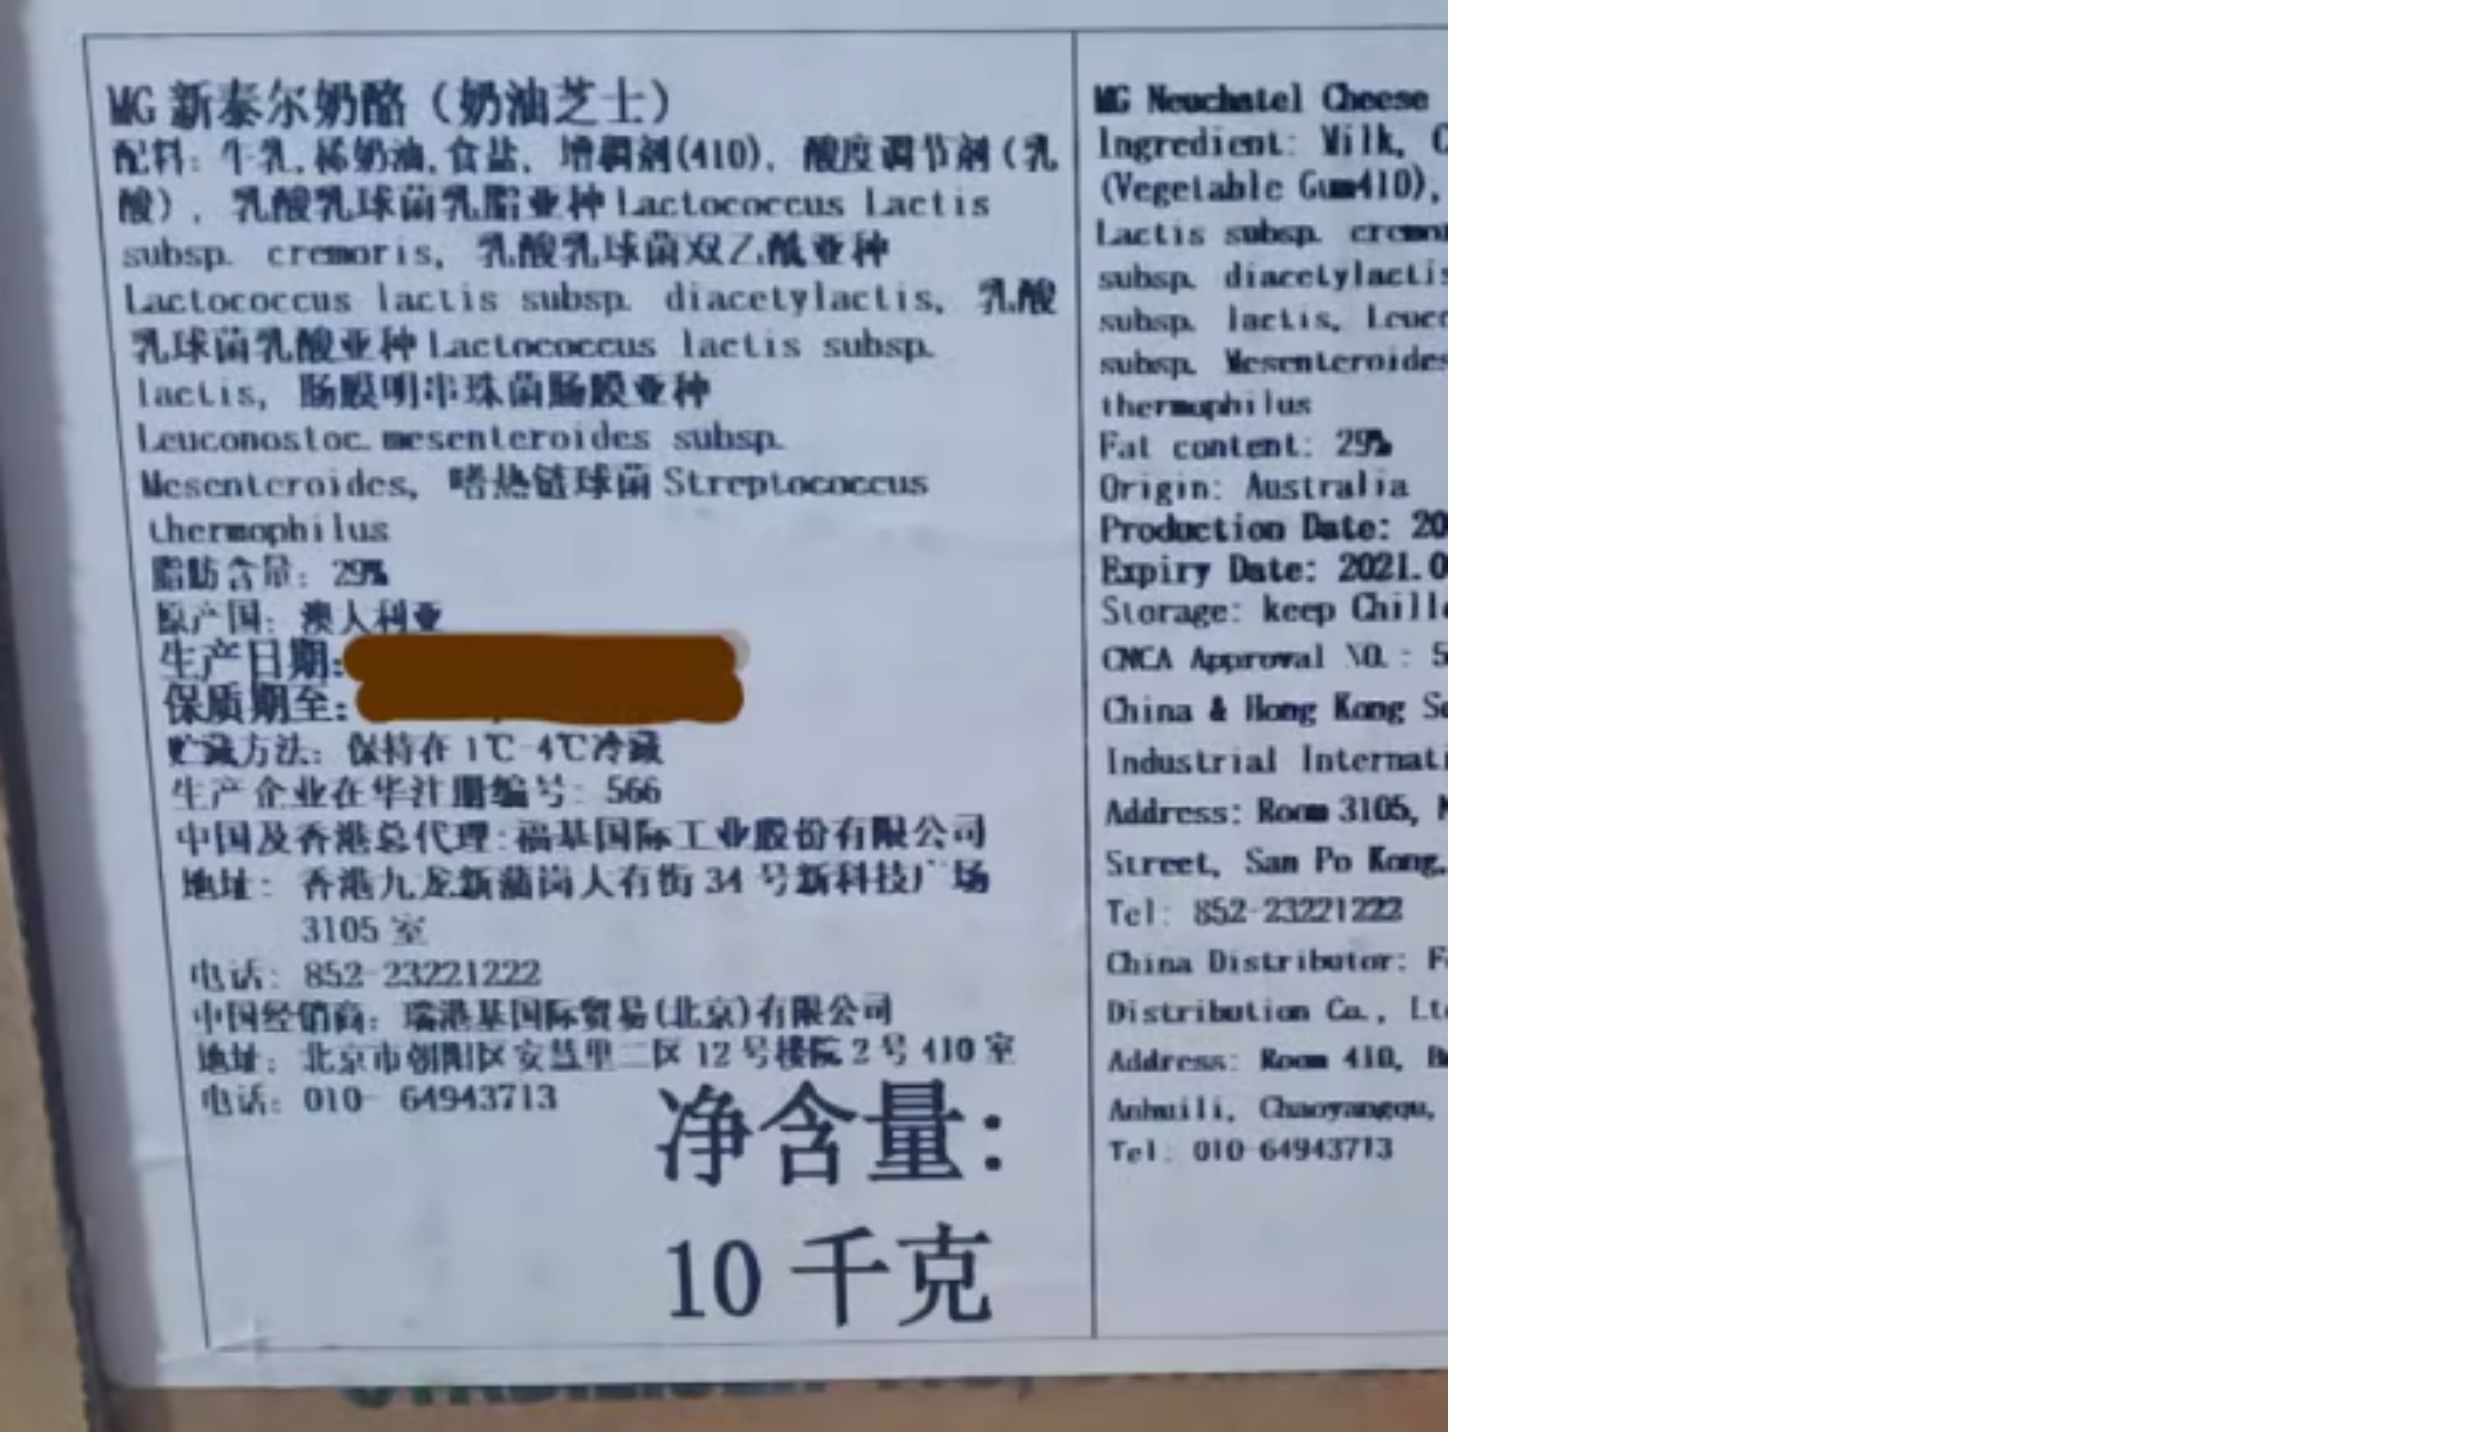 MG 新泰尔奶酪（奶油芝士）
配料: 牛乳,稀奶油,食盐, 增稠剂(410), 酸度调节剂（乳
酸）, 乳酸乳球菌乳脂亚种 Lactococcus Lactis
subsp. cremoris, 乳酸乳球菌双乙酰亚种
Lactococcus lactis subsp. diacetylactis, 乳酸
乳球菌乳酸亚种 Lactococcus lactis subsp.
lactis, 肠膜明串珠菌肠膜亚种
Leuconostoc. mesenteroides subsp.
Mesenteroides, 嗜热链球菌 Streptococcus
thermophilus
脂肪含量: 29%
原产国: 澳大利亚
生产日期:
保质期至:
贮藏方法: 保持在 1℃-4℃冷藏
生产企业在华注册编号: 566
中国及香港总代理:福基国际工业股份有限公司
地址: 香港九龙新蒲岗大有街 34 号新科技广场
3105 室
电话: 852-23221222
中国经销商: 瑞港基国际贸易(北京)有限公司
地址: 北京市朝阳区安慧里二区 12 号楼院 2 号 410 室
电话: 010- 64943713
净含量:
10 千克
MG Neuchatel Cheese
Ingredient: Milk,
(Vegetable Gum410),
Lactis subsp.
subsp.
subsp. lactis,
subsp.
thermophilus
Fat content: 29%
Origin: Australia
Production Date: 20
Expiry Date: 2021.0
Storage: keep
CNCA Approval NO.: 5
China & Hong Kong
Industrial
Address: Room 3105,
Street, San Po Kong,
Tel: 852-23221222
China Distributor:
Distribution Co.,
Address: Room 410,
Anhuili, Chaoyangqu,
Tel: 010-64943713